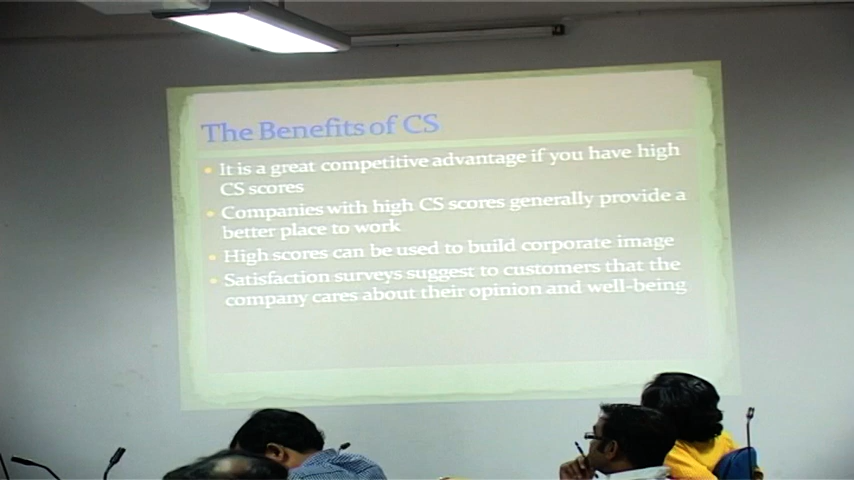 The Benefits of CS
It is a great competitive advantage if you have high
CS scores
Companies with high CS scores generally provide a
better place to work
High scores can be used to build corporate image
Satisfaction surveys suggest to customers that the
company cares about their opinion and well-being